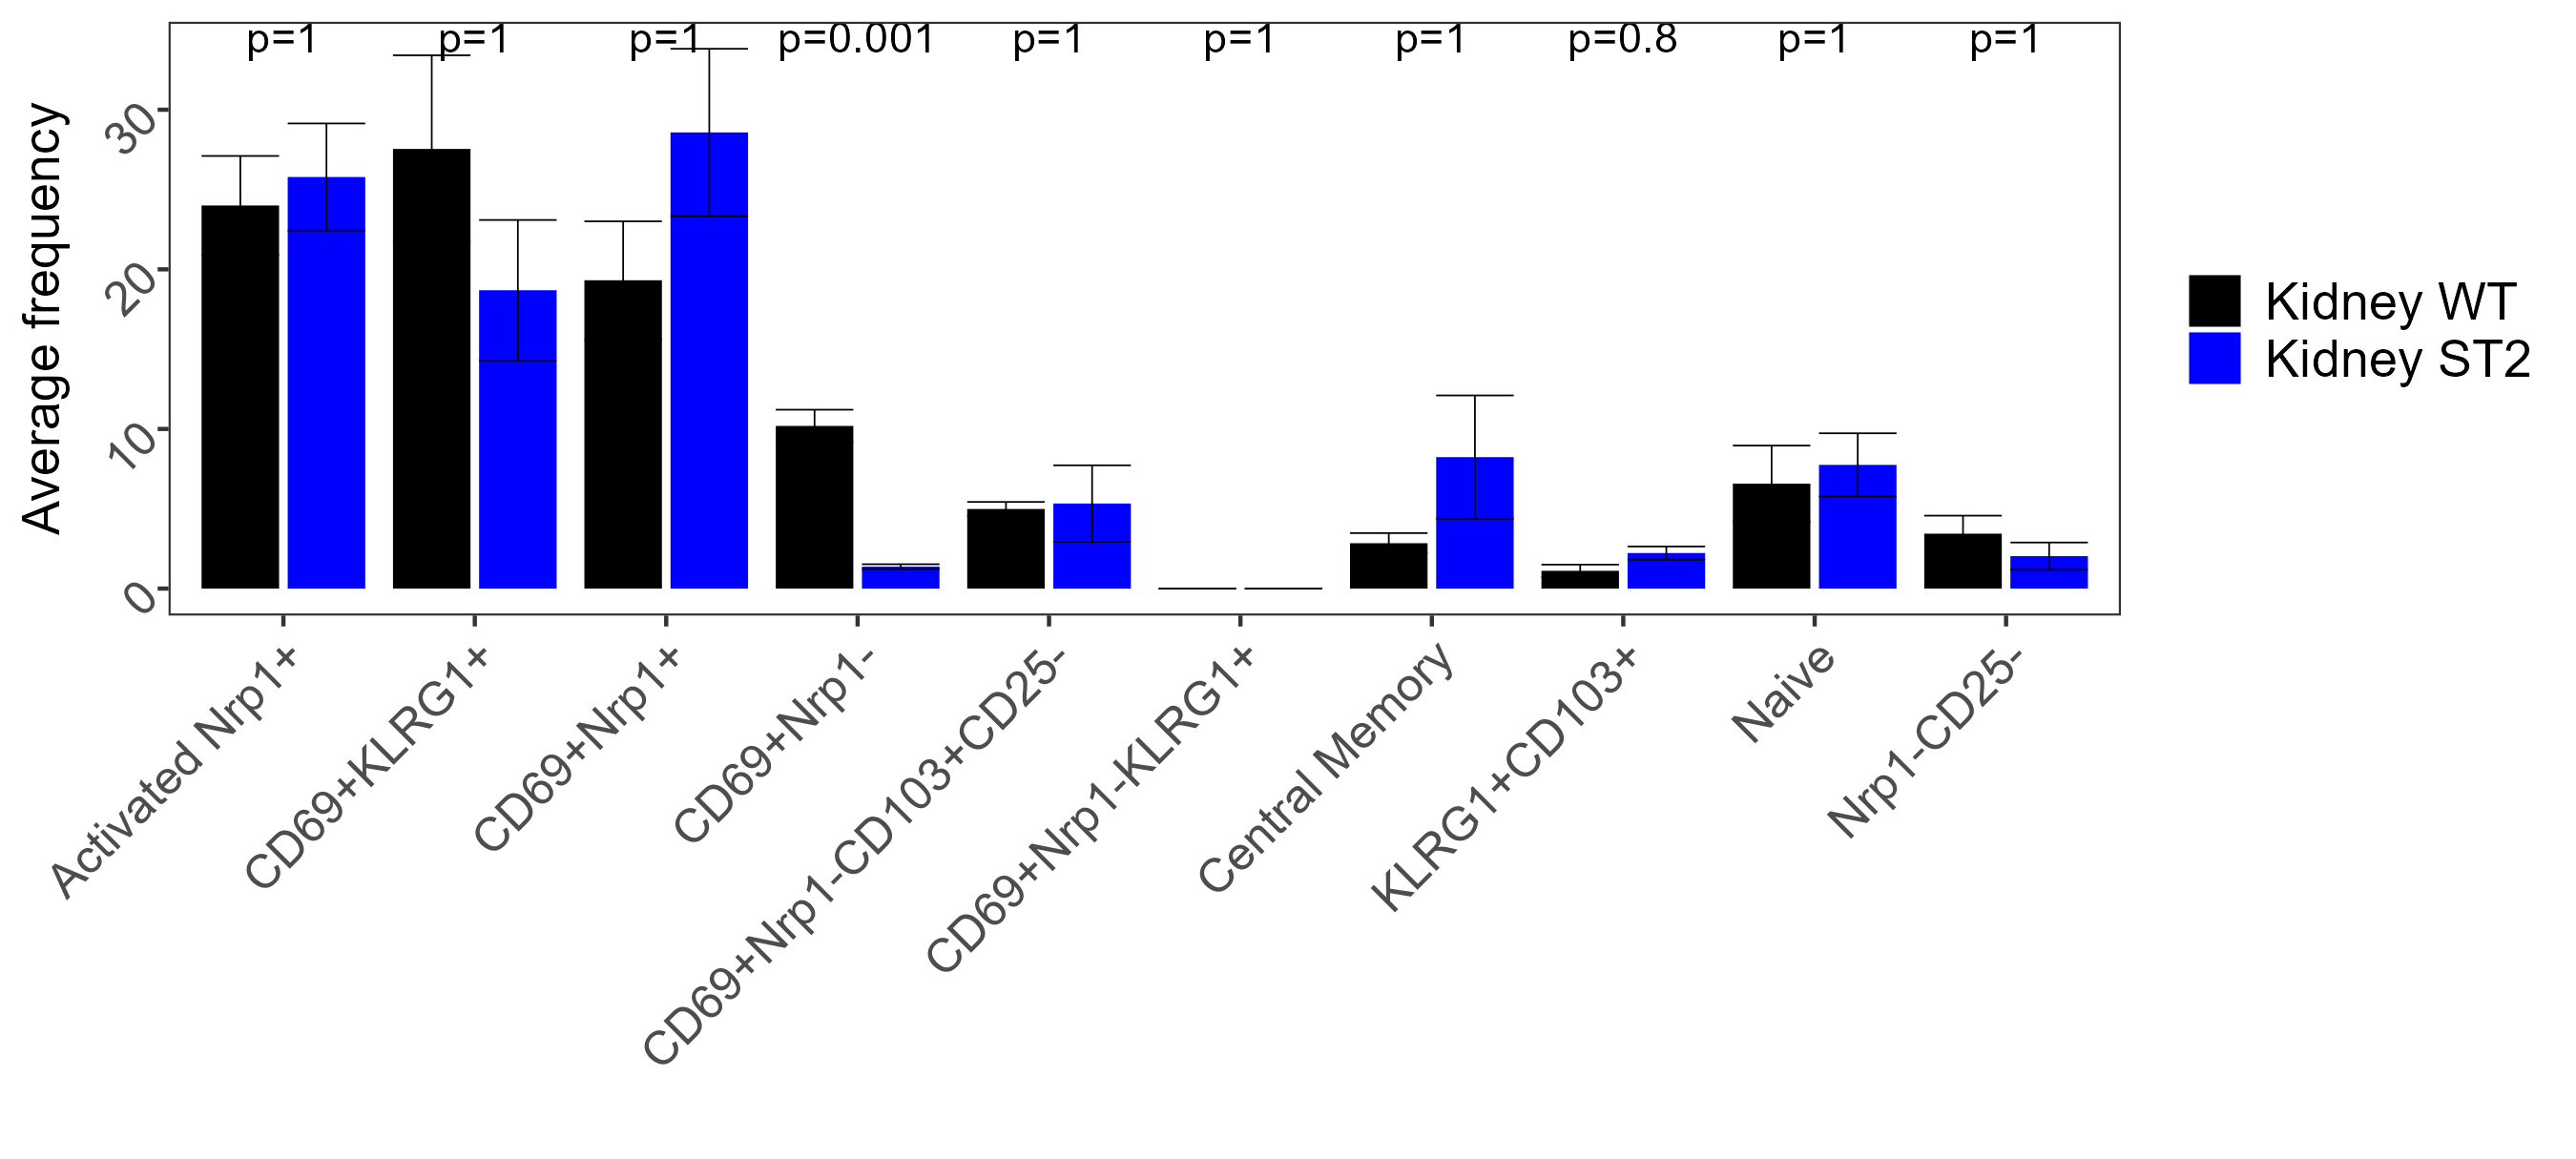 p=1 p=1 p=1 p=0.001 p=1 p=1 p=1 p=0.8 p=1 p=1
Average frequency
30
20
10
0
Kidney WT
Kidney ST2
Activated Nrp1+
CD69+KLRG1+
CD69+Nrp1+
CD69+Nrp1-
CD69+Nrp1-CD103+CD25-
CD69+Nrp1-KLRG1+
Central Memory
KLRG1+CD103+
Naive
Nrp1-CD25-